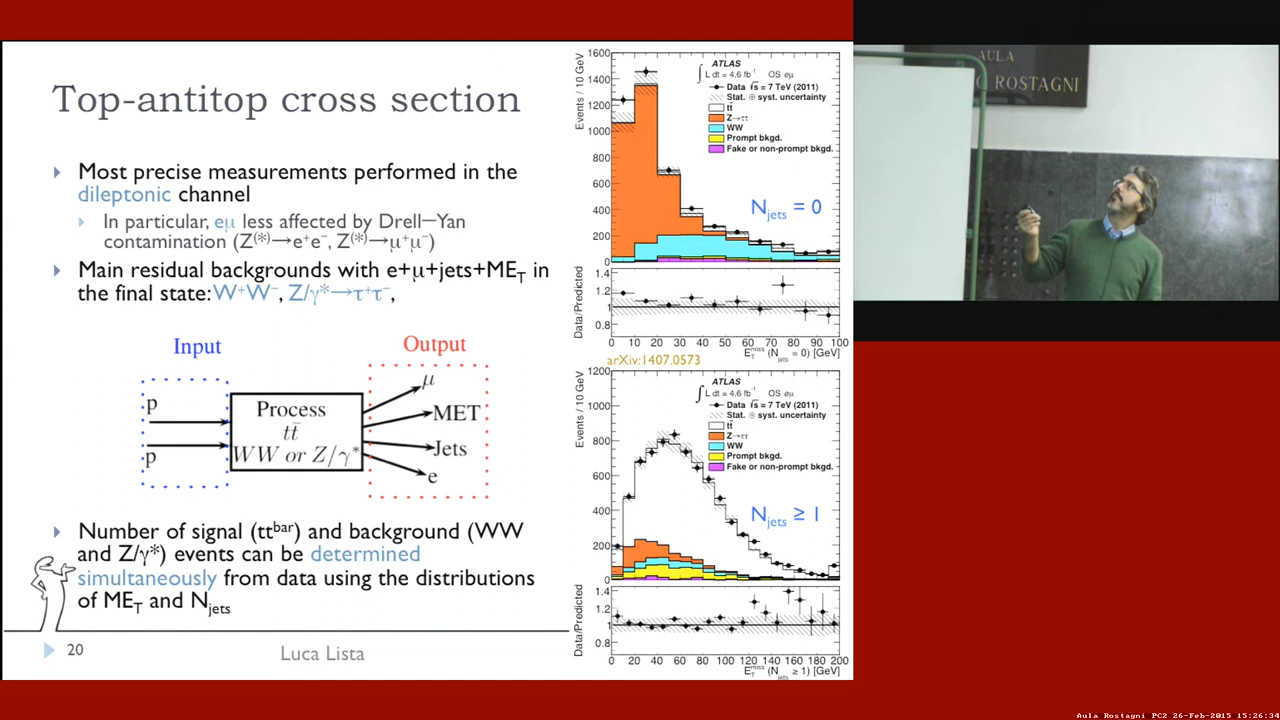 Top-antitop cross section
Most precise measurements performed in the
dileptonic channel
In particular, eμ less affected by Drell—Yan
contamination (Z(*)→e+e−, Z(*)→μ+μ−)
Main residual backgrounds with e+μ+jets+MET in
the final state: W+W−, Z/γ*→τ+τ−,
Input
Output
p
p
Process
tt̄
WW or Z/γ*
μ
MET
Jets
e
Number of signal (ttbar) and background (WW
and Z/γ*) events can be determined
simultaneously from data using the distributions
of MET and Njets
20
Luca Lista
Events / 10 GeV
1600
1400
1200
1000
800
600
400
200
0
ATLAS
∫ L dt = 4.6 fb-1 OS eμ
Data √s = 7 TeV (2011)
Stat. ⊕ syst. uncertainty
tt̄
Z→ττ
WW
Prompt bkgd.
Fake or non-prompt bkgd.
Njets = 0
Data/Predicted
1.4
1.2
1
0.8
0 10 20 30 40 50 60 70 80 90 100
ETmiss (Njets = 0) [GeV]
arXiv:1407.0573
Events / 10 GeV
1200
1000
800
600
400
200
0
ATLAS
∫ L dt = 4.6 fb-1 OS eμ
Data √s = 7 TeV (2011)
Stat. ⊕ syst. uncertainty
tt̄
Z→ττ
WW
Prompt bkgd.
Fake or non-prompt bkgd.
Njets ≥ 1
Data/Predicted
1.4
1.2
1
0.8
0 20 40 60 80 100 120 140 160 180 200
ETmiss (Njets ≥ 1) [GeV]
AULA
ROSTAGNI
Aula Rostagni PC2 26-Feb-2015 15:26:34